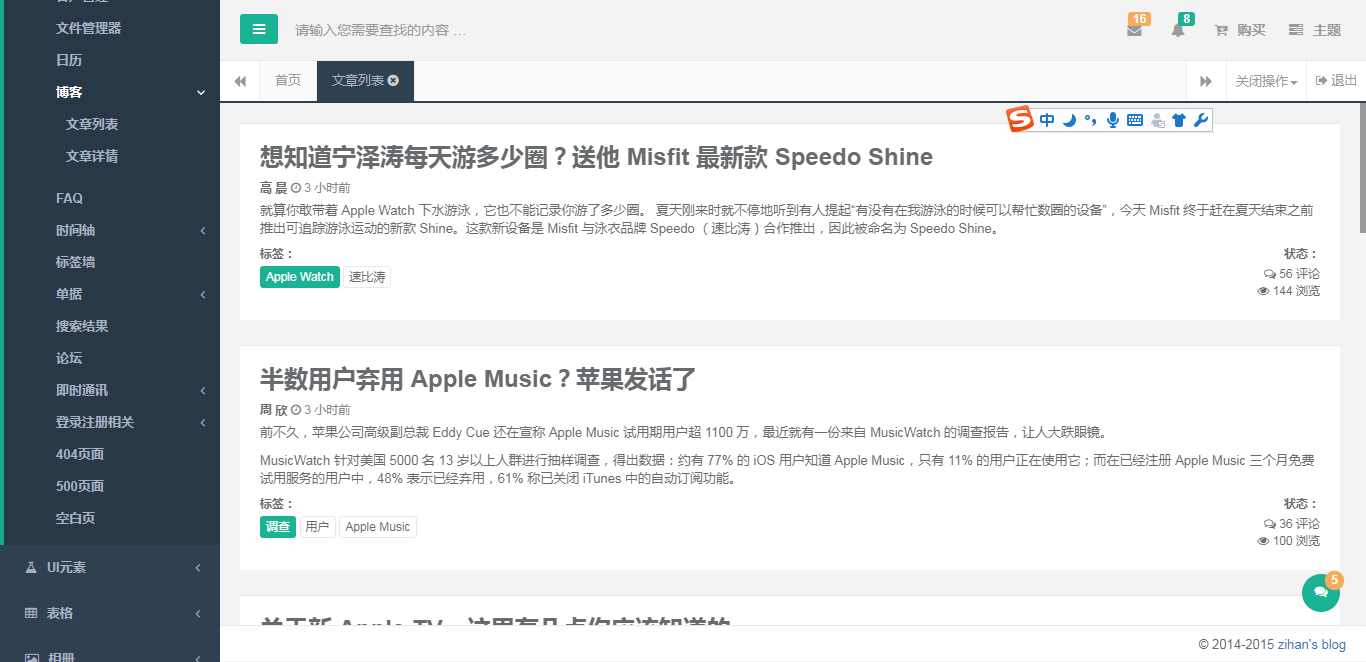 文件管理器
日历
博客
文章列表
文章详情
FAQ
时间轴
标签墙
单据
搜索结果
论坛
即时通讯
登录注册相关
404页面
500页面
空白页
UI元素
表格
相册
请输入您需要查找的内容 …
16
8
购买
主题
首页
文章列表
关闭操作
退出
S 中
想知道宁泽涛每天游多少圈？送他 Misfit 最新款 Speedo Shine
高 晨 3 小时前
就算你敢带着 Apple Watch 下水游泳，它也不能记录你游了多少圈。 夏天刚来时就不停地听到有人提起“有没有在我游泳的时候可以帮忙数圈的设备”，今天 Misfit 终于赶在夏天结束之前
推出可追踪游泳运动的新款 Shine。这款新设备是 Misfit 与泳衣品牌 Speedo （速比涛）合作推出，因此被命名为 Speedo Shine。
标签：
状态：
Apple Watch 速比涛
56 评论
144 浏览
半数用户弃用 Apple Music？苹果发话了
周 欣 3 小时前
前不久，苹果公司高级副总裁 Eddy Cue 还在宣称 Apple Music 试用期用户超 1100 万，最近就有一份来自 MusicWatch 的调查报告，让人大跌眼镜。
MusicWatch 针对美国 5000 名 13 岁以上人群进行抽样调查，得出数据：约有 77% 的 iOS 用户知道 Apple Music，只有 11% 的用户正在使用它；而在已经注册 Apple Music 三个月免费
试用服务的用户中，48% 表示已经弃用，61% 称已关闭 iTunes 中的自动订阅功能。
标签：
状态：
调查 用户 Apple Music
36 评论
100 浏览
5
关于新 Apple TV，这里有几点你应该知道的
© 2014-2015 zihan's blog